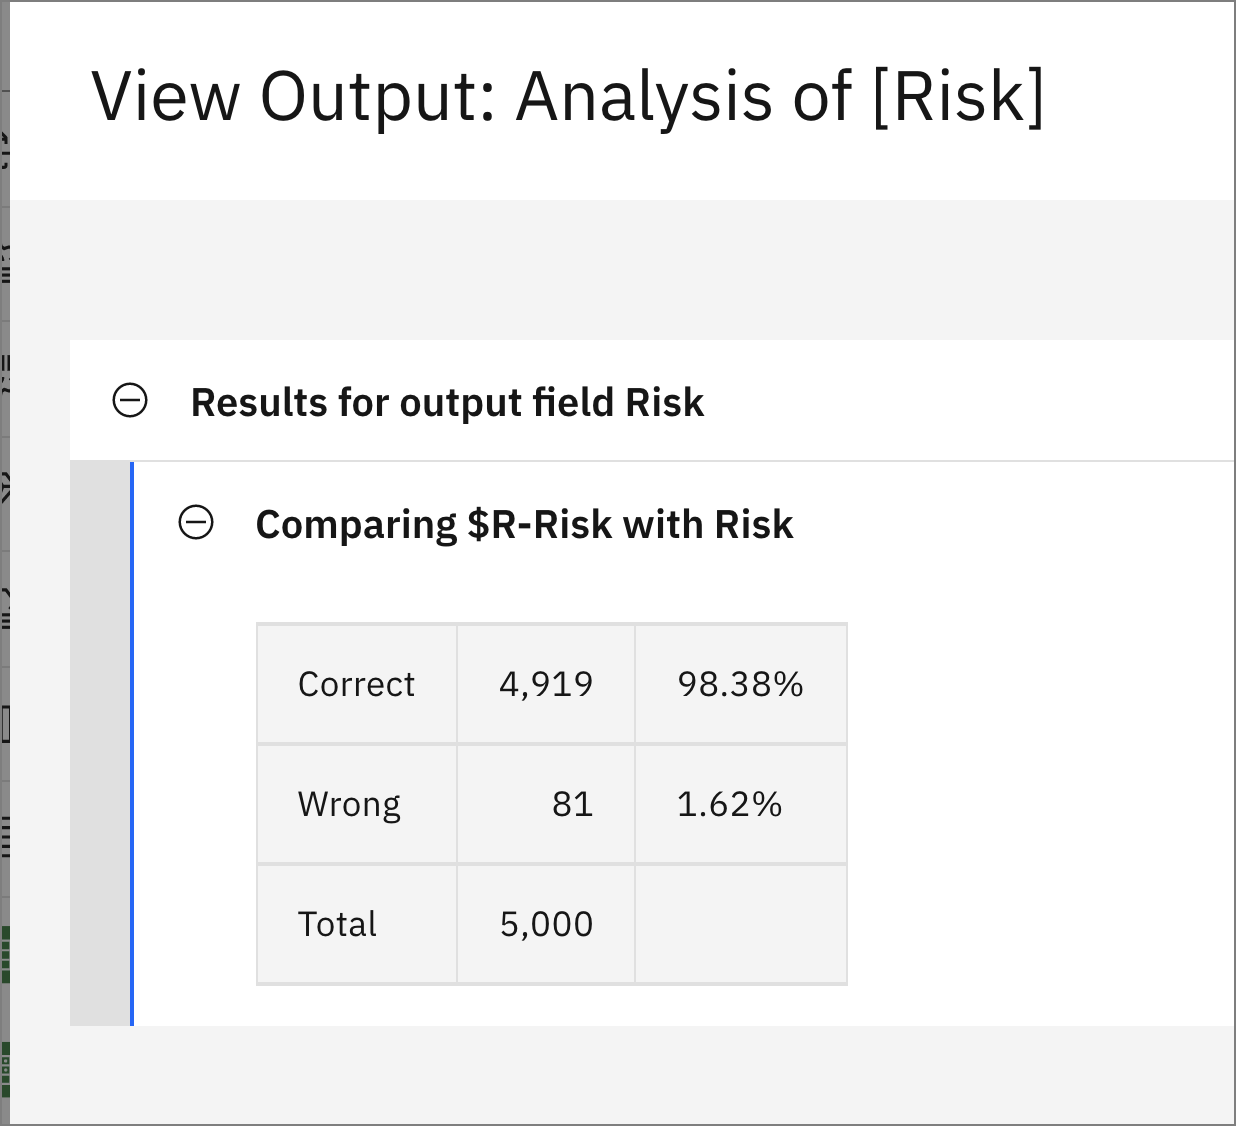 View Output: Analysis of [Risk]
Results for output field Risk
Comparing $R-Risk with Risk
Correct 4,919 98.38%
Wrong 81 1.62%
Total 5,000